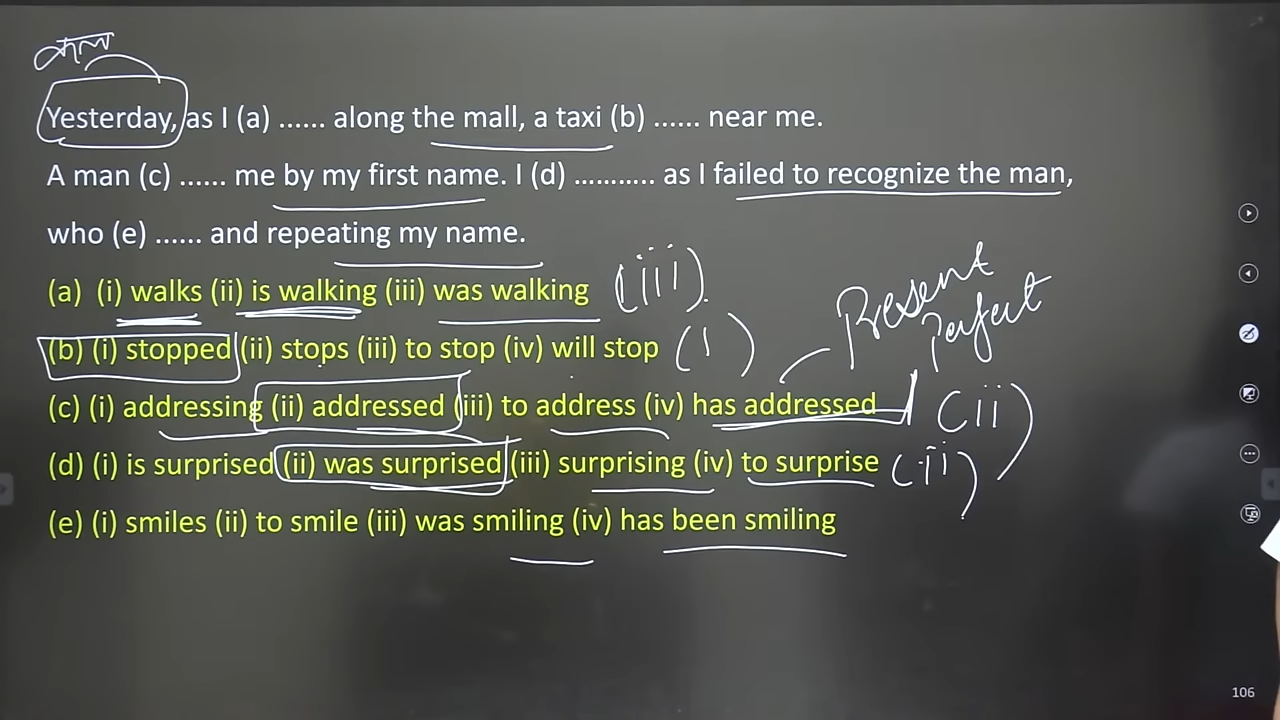 Yesterday, as I (a) ...... along the mall, a taxi (b) ...... near me.
A man (c) ...... me by my first name. I (d) ........... as I failed to recognize the man,
who (e) ...... and repeating my name.
(a) (i) walks (ii) is walking (iii) was walking (iii)
(b) (i) stopped (ii) stops (iii) to stop (iv) will stop (i)
Present
Perfect
(c) (i) addressing (ii) addressed (iii) to address (iv) has addressed (ii)
(d) (i) is surprised (ii) was surprised (iii) surprising (iv) to surprise (ii)
(e) (i) smiles (ii) to smile (iii) was smiling (iv) has been smiling
106